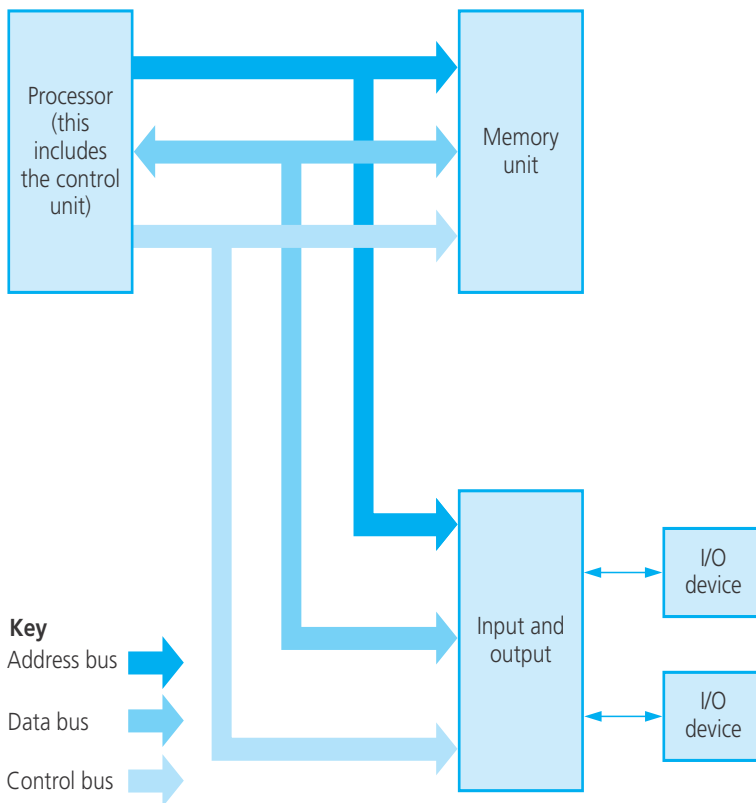 Processor
(this
includes
the control
unit)
Memory
unit
Input and
output
I/O
device
I/O
device
Key
Address bus
Data bus
Control bus